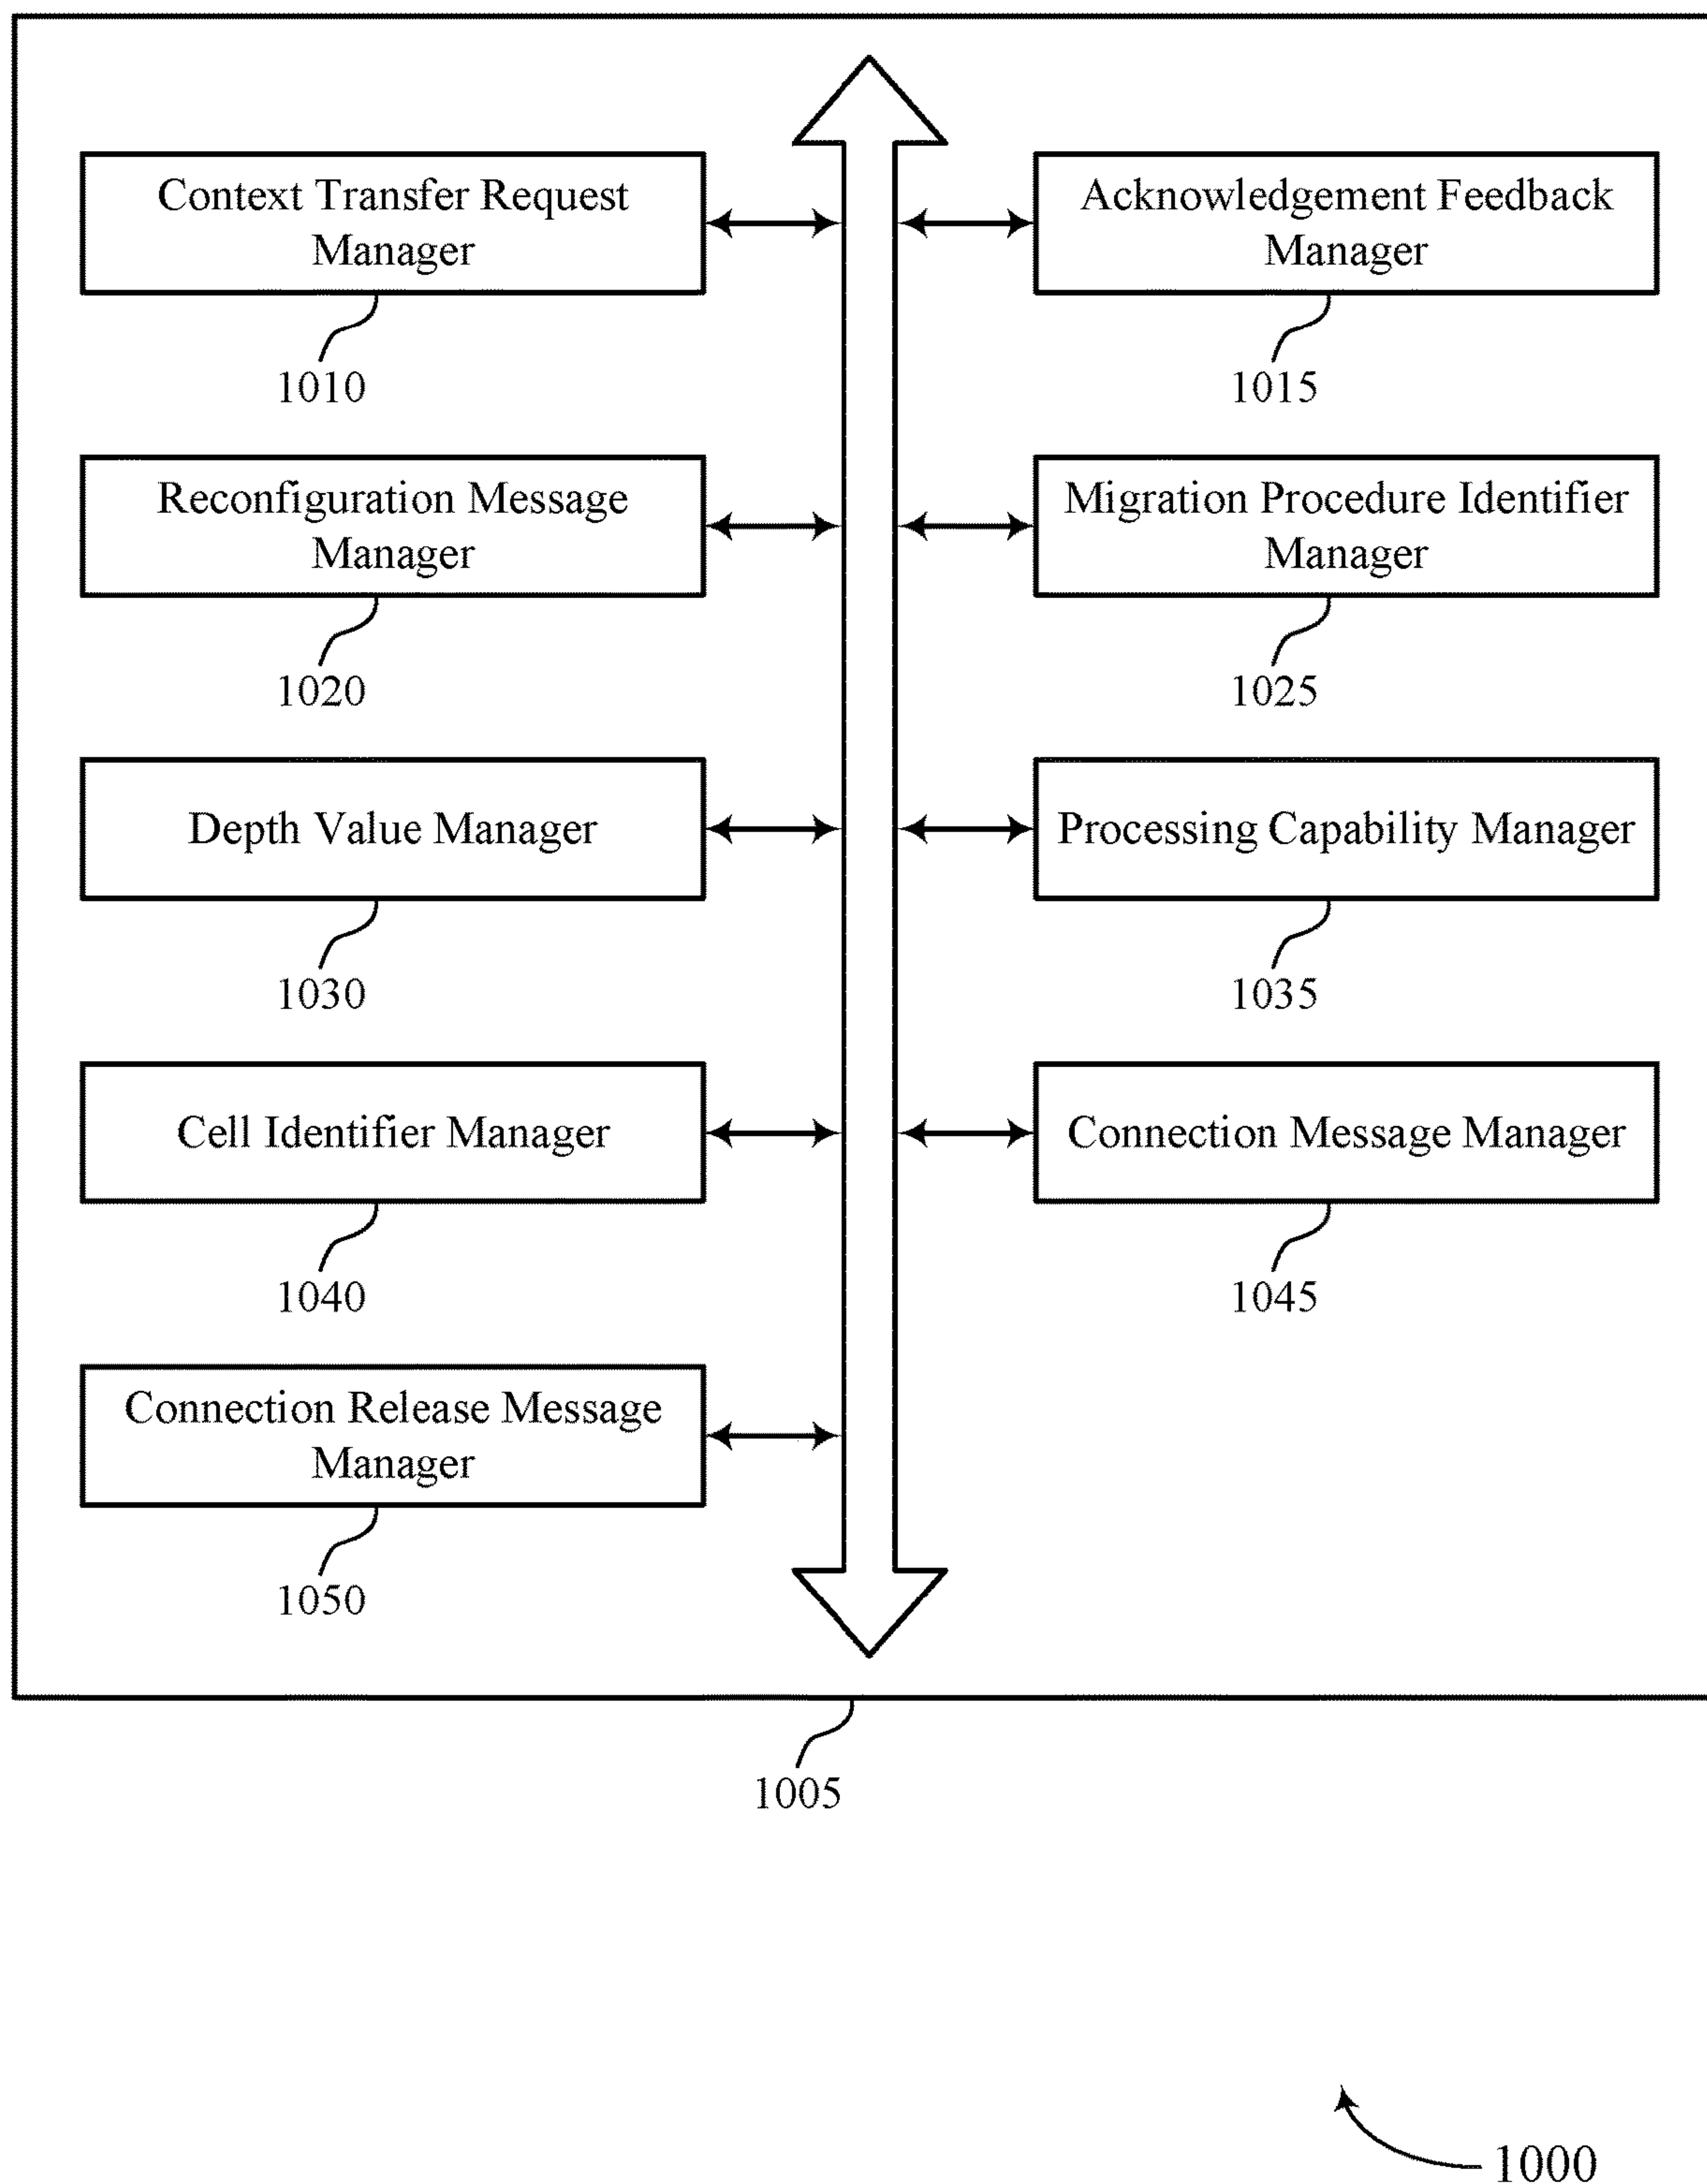 Context Transfer Request
Manager
1010
Acknowledgement Feedback
Manager
1015
Reconfiguration Message
Manager
1020
Migration Procedure Identifier
Manager
1025
Depth Value Manager
1030
Processing Capability Manager
1035
Cell Identifier Manager
1040
Connection Message Manager
1045
Connection Release Message
Manager
1050
1005
1000